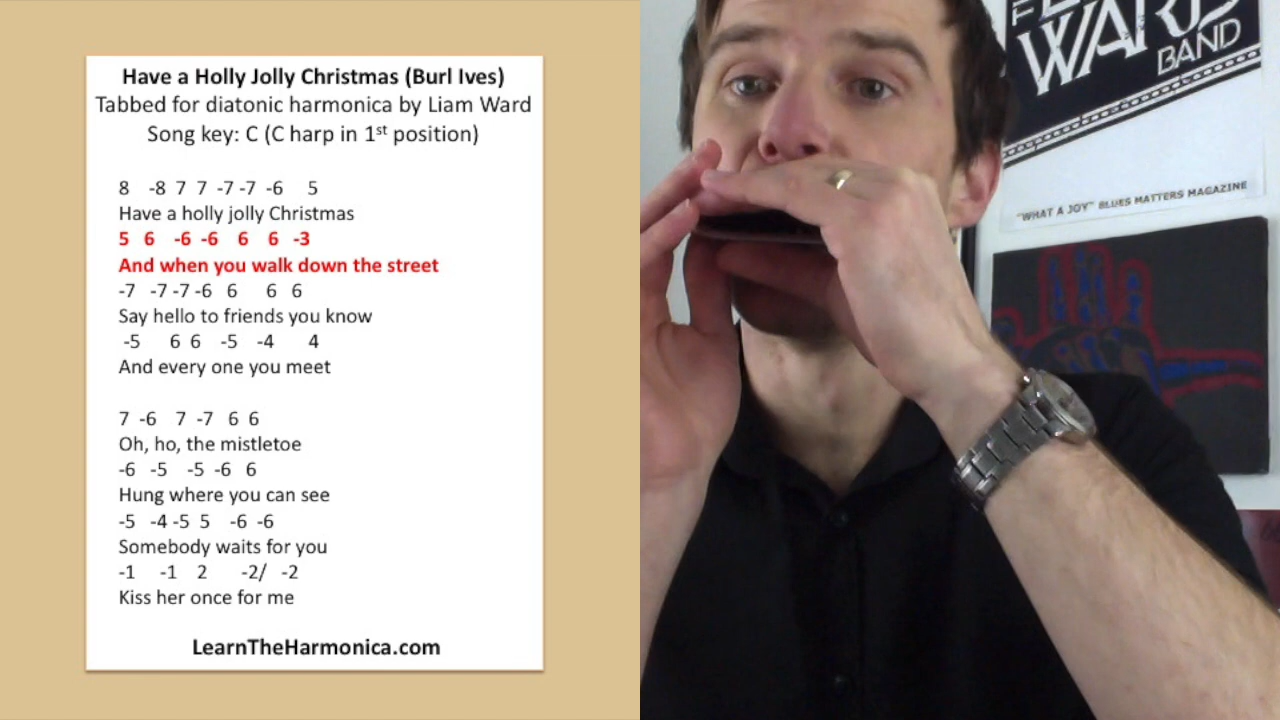 Have a Holly Jolly Christmas (Burl Ives)
Tabbed for diatonic harmonica by Liam Ward
Song key: C (C harp in 1st position)
8 -8 7 7 -7 -7 -6 5
Have a holly jolly Christmas
5 6 -6 -6 6 6 -3
And when you walk down the street
-7 -7 -7 -6 6 6 6
Say hello to friends you know
-5 6 6 -5 -4 4
And every one you meet
7 -6 7 -7 6 6
Oh, ho, the mistletoe
-6 -5 -5 -6 6
Hung where you can see
-5 -4 -5 5 -6 -6
Somebody waits for you
-1 -1 2 -2/ -2
Kiss her once for me
LearnTheHarmonica.com
WARD
BAND
"WHAT A JOY" BLUES MATTERS MAGAZINE